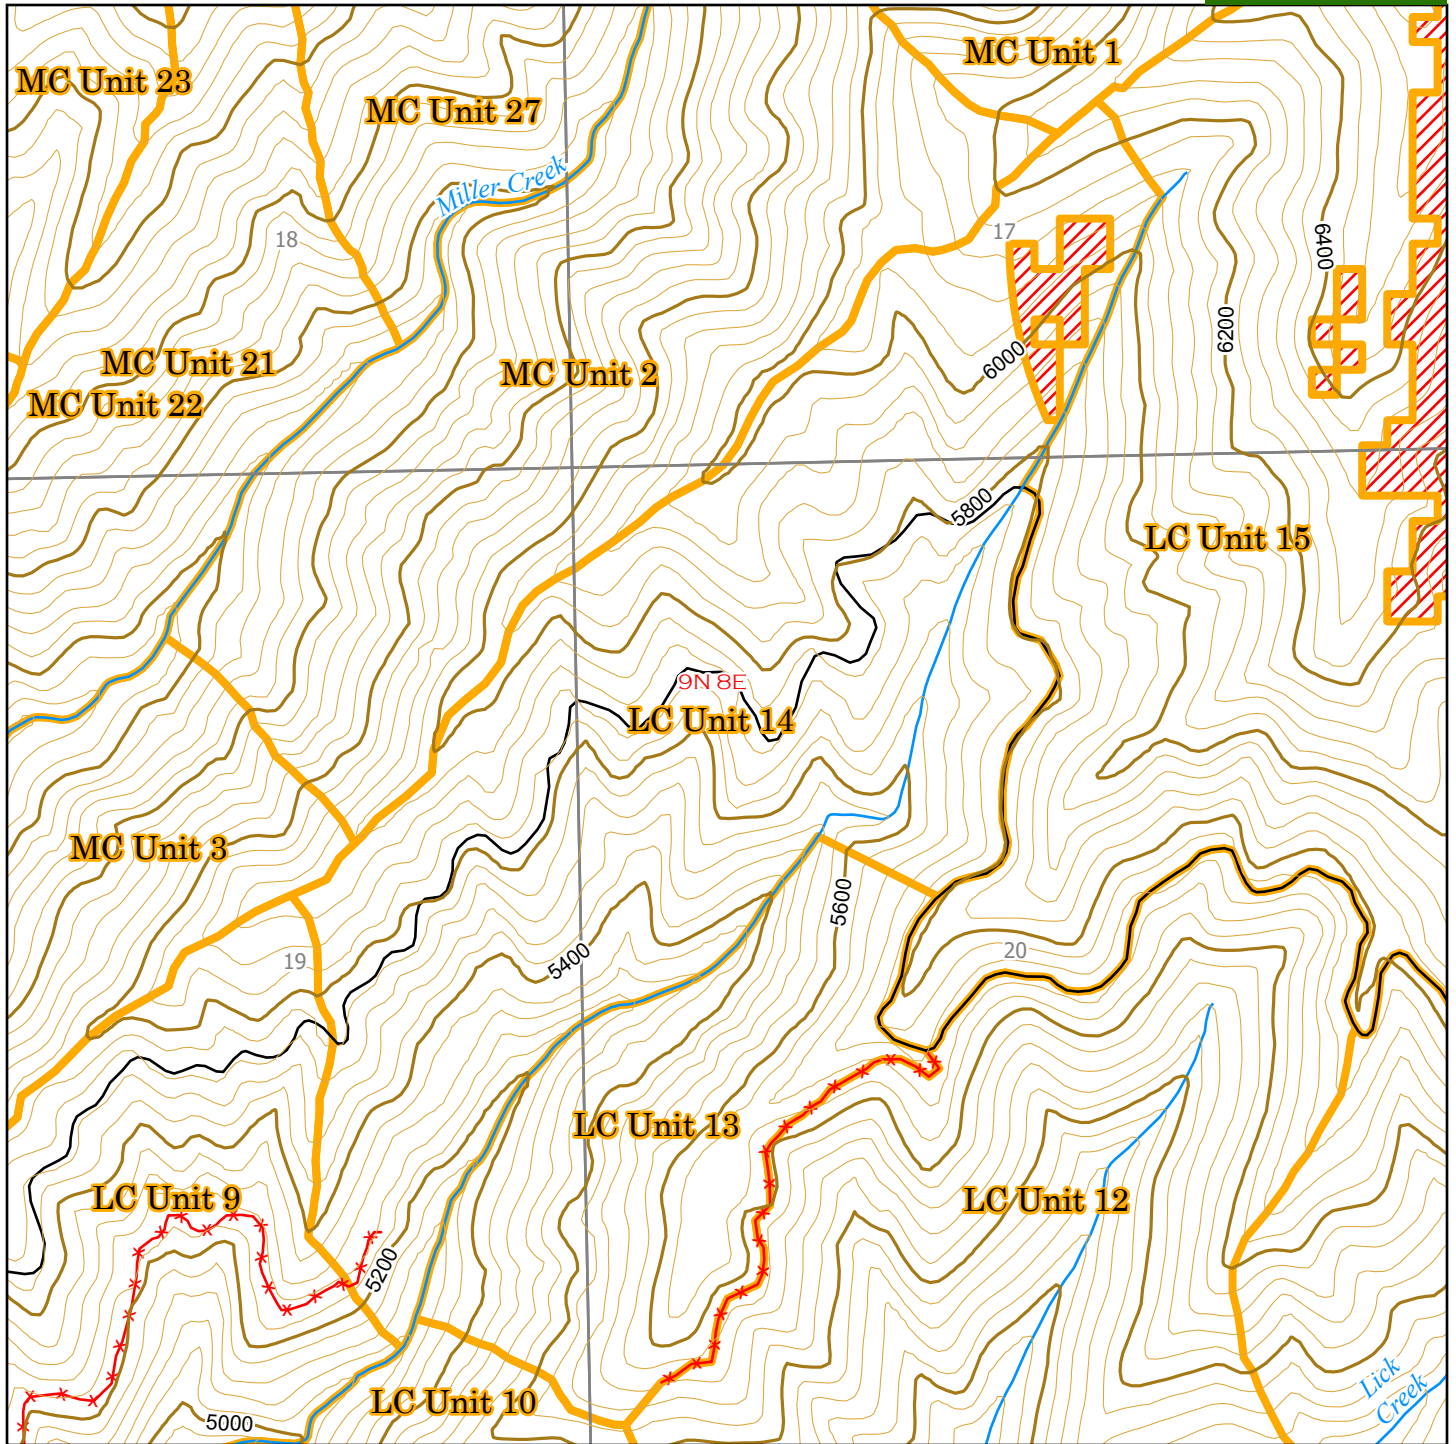 MC Unit 1
MC Unit 23
MC Unit 27
Miller Creek
18
17
6400
6200
MC Unit 21
6000
MC Unit 2
MC Unit 22
5800
LC Unit 15
9N 8E
LC Unit 14
MC Unit 3
5600
19
5400
20
LC Unit 13
LC Unit 9
LC Unit 12
5200
Lick
Creek
LC Unit 10
5000